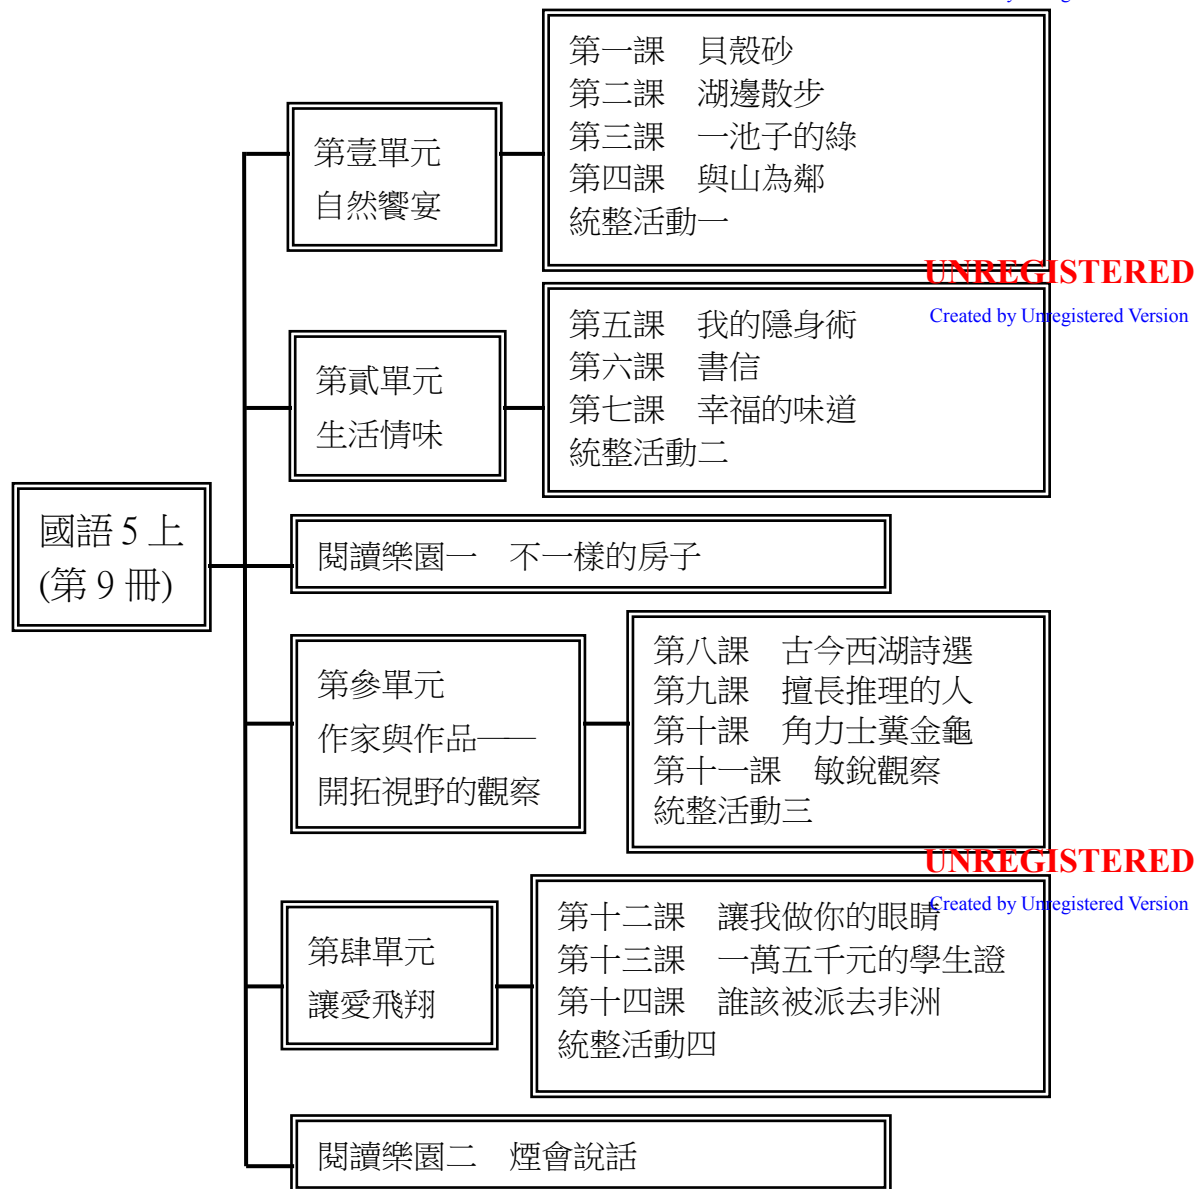 國語 5 上
(第 9 冊)
第壹單元
自然饗宴
第一課　貝殼砂
第二課　湖邊散步
第三課　一池子的綠
第四課　與山為鄰
統整活動一
UNREGISTERED
Created by Unregistered Version
第貳單元
生活情味
第五課　我的隱身術
第六課　書信
第七課　幸福的味道
統整活動二
閱讀樂園一　不一樣的房子
第參單元
作家與作品——
開拓視野的觀察
第八課　古今西湖詩選
第九課　擅長推理的人
第十課　角力士糞金龜
第十一課　敏銳觀察
統整活動三
UNREGISTERED
Created by Unregistered Version
第肆單元
讓愛飛翔
第十二課　讓我做你的眼睛
第十三課　一萬五千元的學生證
第十四課　誰該被派去非洲
統整活動四
閱讀樂園二　煙會說話